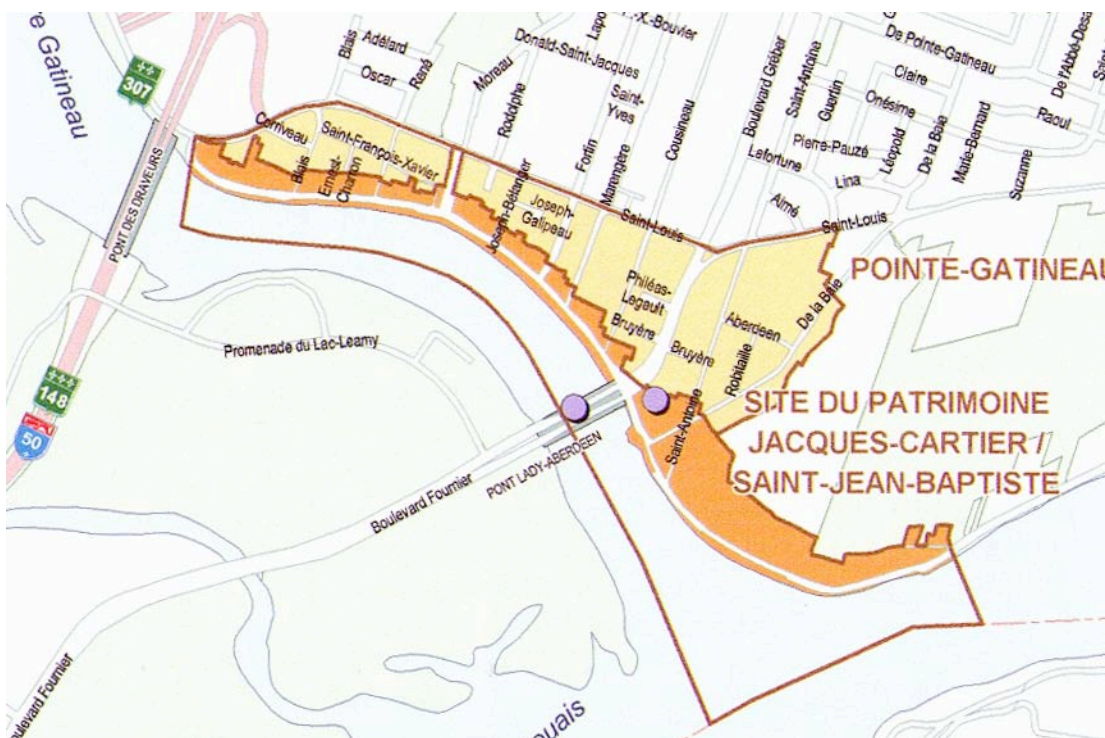 re Gatineau
307
PONT DES DRAVEURS
148
50
Blais
Adélard
Oscar
René
Moreau
Donald-Saint-Jacques
Rodolphe
Saint-Yves
Cousineau
Boulevard Gréber
Saint-Antoine
Guertin
De Pointe-Gatineau
Claire
Onésime
Raoul
Pierre-Pauzé
Léopold
De la Baie
Marie-Bernard
Suzanne
Lefortune
Lina
Aimé
Saint-Louis
Corriveau
Saint-François-Xavier
Blais
Ernest-Charron
Joseph-Bélanger
Joseph-Galipeau
Fortin
Marengère
Saint-Louis
Philéas-Legault
Bruyère
Bruyère
Aberdeen
Robitaille
De la Baie
Saint-Antoine
POINTE-GATINEAU
SITE DU PATRIMOINE
JACQUES-CARTIER /
SAINT-JEAN-BAPTISTE
Promenade du Lac-Leamy
Boulevard Fournier
PONT LADY-ABERDEEN
oulevard Fournier
ouais